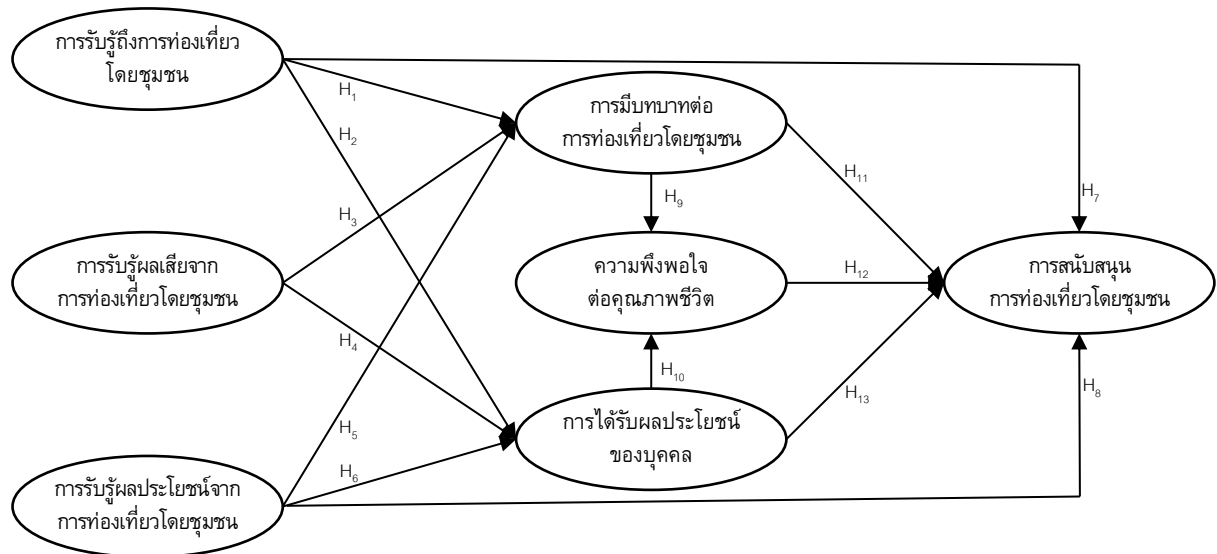 การรับรู้ถึงการท่องเที่ยว
โดยชุมชน
H₁
H₂
การมีบทบาทต่อ
การท่องเที่ยวโดยชุมชน
H₁₁
H₉
H₇
H₃
การรับรู้ผลเสียจาก
การท่องเที่ยวโดยชุมชน
ความพึงพอใจ
ต่อคุณภาพชีวิต
H₁₂
การสนับสนุน
การท่องเที่ยวโดยชุมชน
H₄
H₁₀
H₁₃
H₈
การได้รับผลประโยชน์
ของบุคคล
H₅
H₆
การรับรู้ผลประโยชน์จาก
การท่องเที่ยวโดยชุมชน